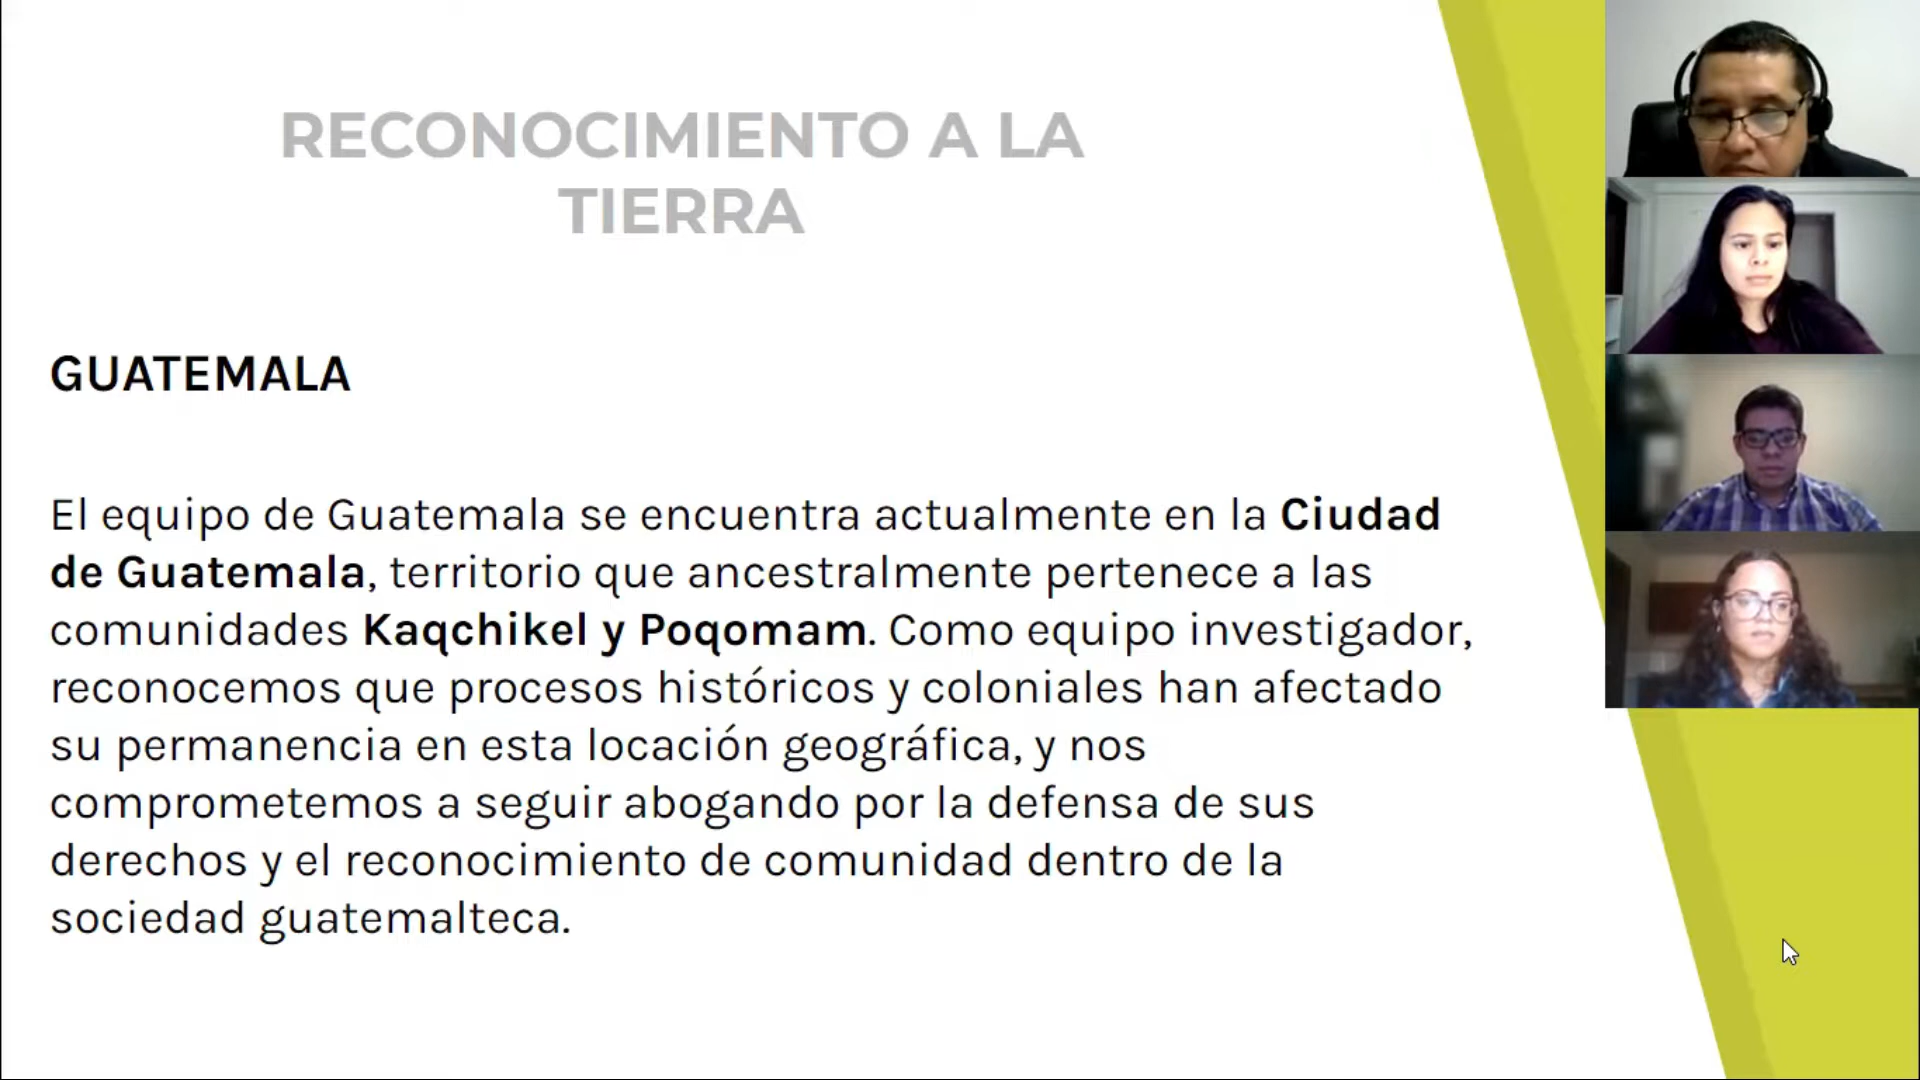 RECONOCIMIENTO A LA
TIERRA
GUATEMALA
El equipo de Guatemala se encuentra actualmente en la Ciudad
de Guatemala, territorio que ancestralmente pertenece a las
comunidades Kaqchikel y Poqomam. Como equipo investigador,
reconocemos que procesos históricos y coloniales han afectado
su permanencia en esta locación geográfica, y nos
comprometemos a seguir abogando por la defensa de sus
derechos y el reconocimiento de comunidad dentro de la
sociedad guatemalteca.